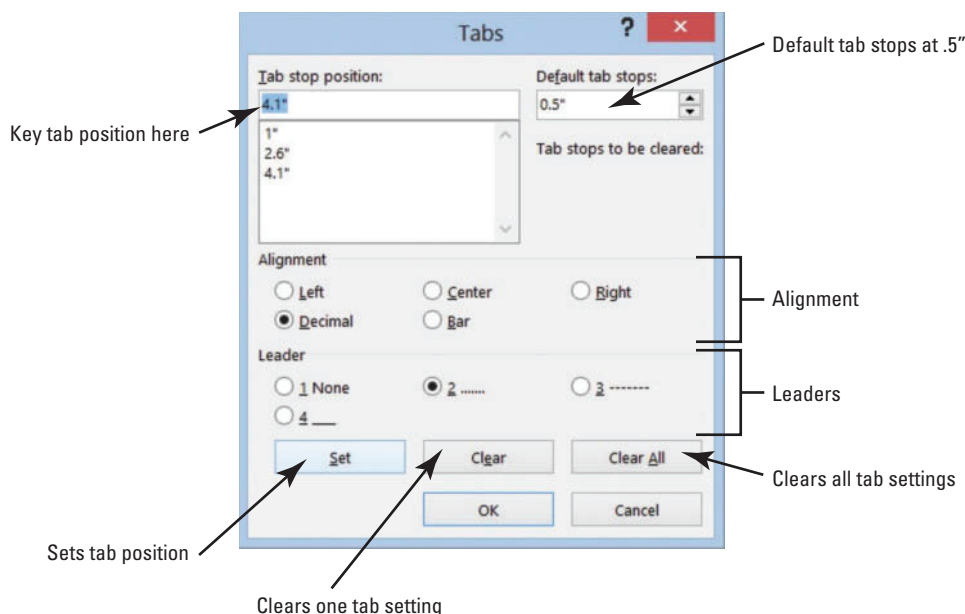 Tabs
?
×
Default tab stops at .5"
Tab stop position:
Default tab stops:
4.1"
0.5"
Key tab position here
1"
2.6"
4.1"
Tab stops to be cleared:
Alignment
Left
Center
Right
Decimal
Bar
Alignment
Leader
1 None
2 .......
3 -------
4 ___
Leaders
Set
Clear
Clear All
Clears all tab settings
OK
Cancel
Sets tab position
Clears one tab setting